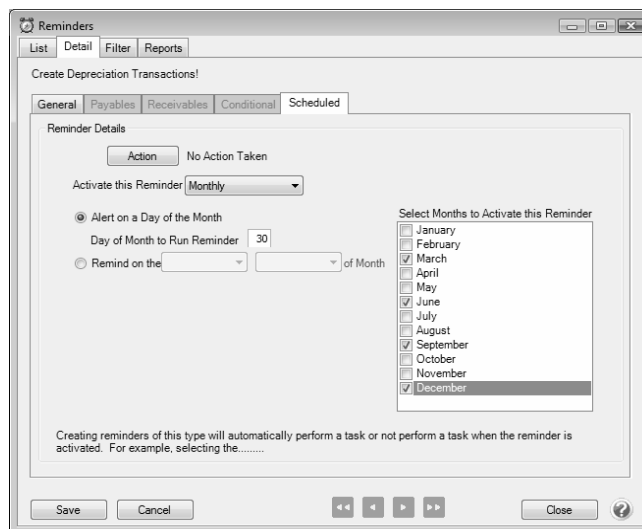 Reminders
List Detail Filter Reports
Create Depreciation Transactions!
General Payables Receivables Conditional Scheduled
Reminder Details
Action No Action Taken
Activate this Reminder Monthly
Alert on a Day of the Month
Day of Month to Run Reminder 30
Remind on the of Month
Select Months to Activate this Reminder
January
February
March
April
May
June
July
August
September
October
November
December
Creating reminders of this type will automatically perform a task or not perform a task when the reminder is
activated. For example, selecting the.........
Save Cancel Close ?